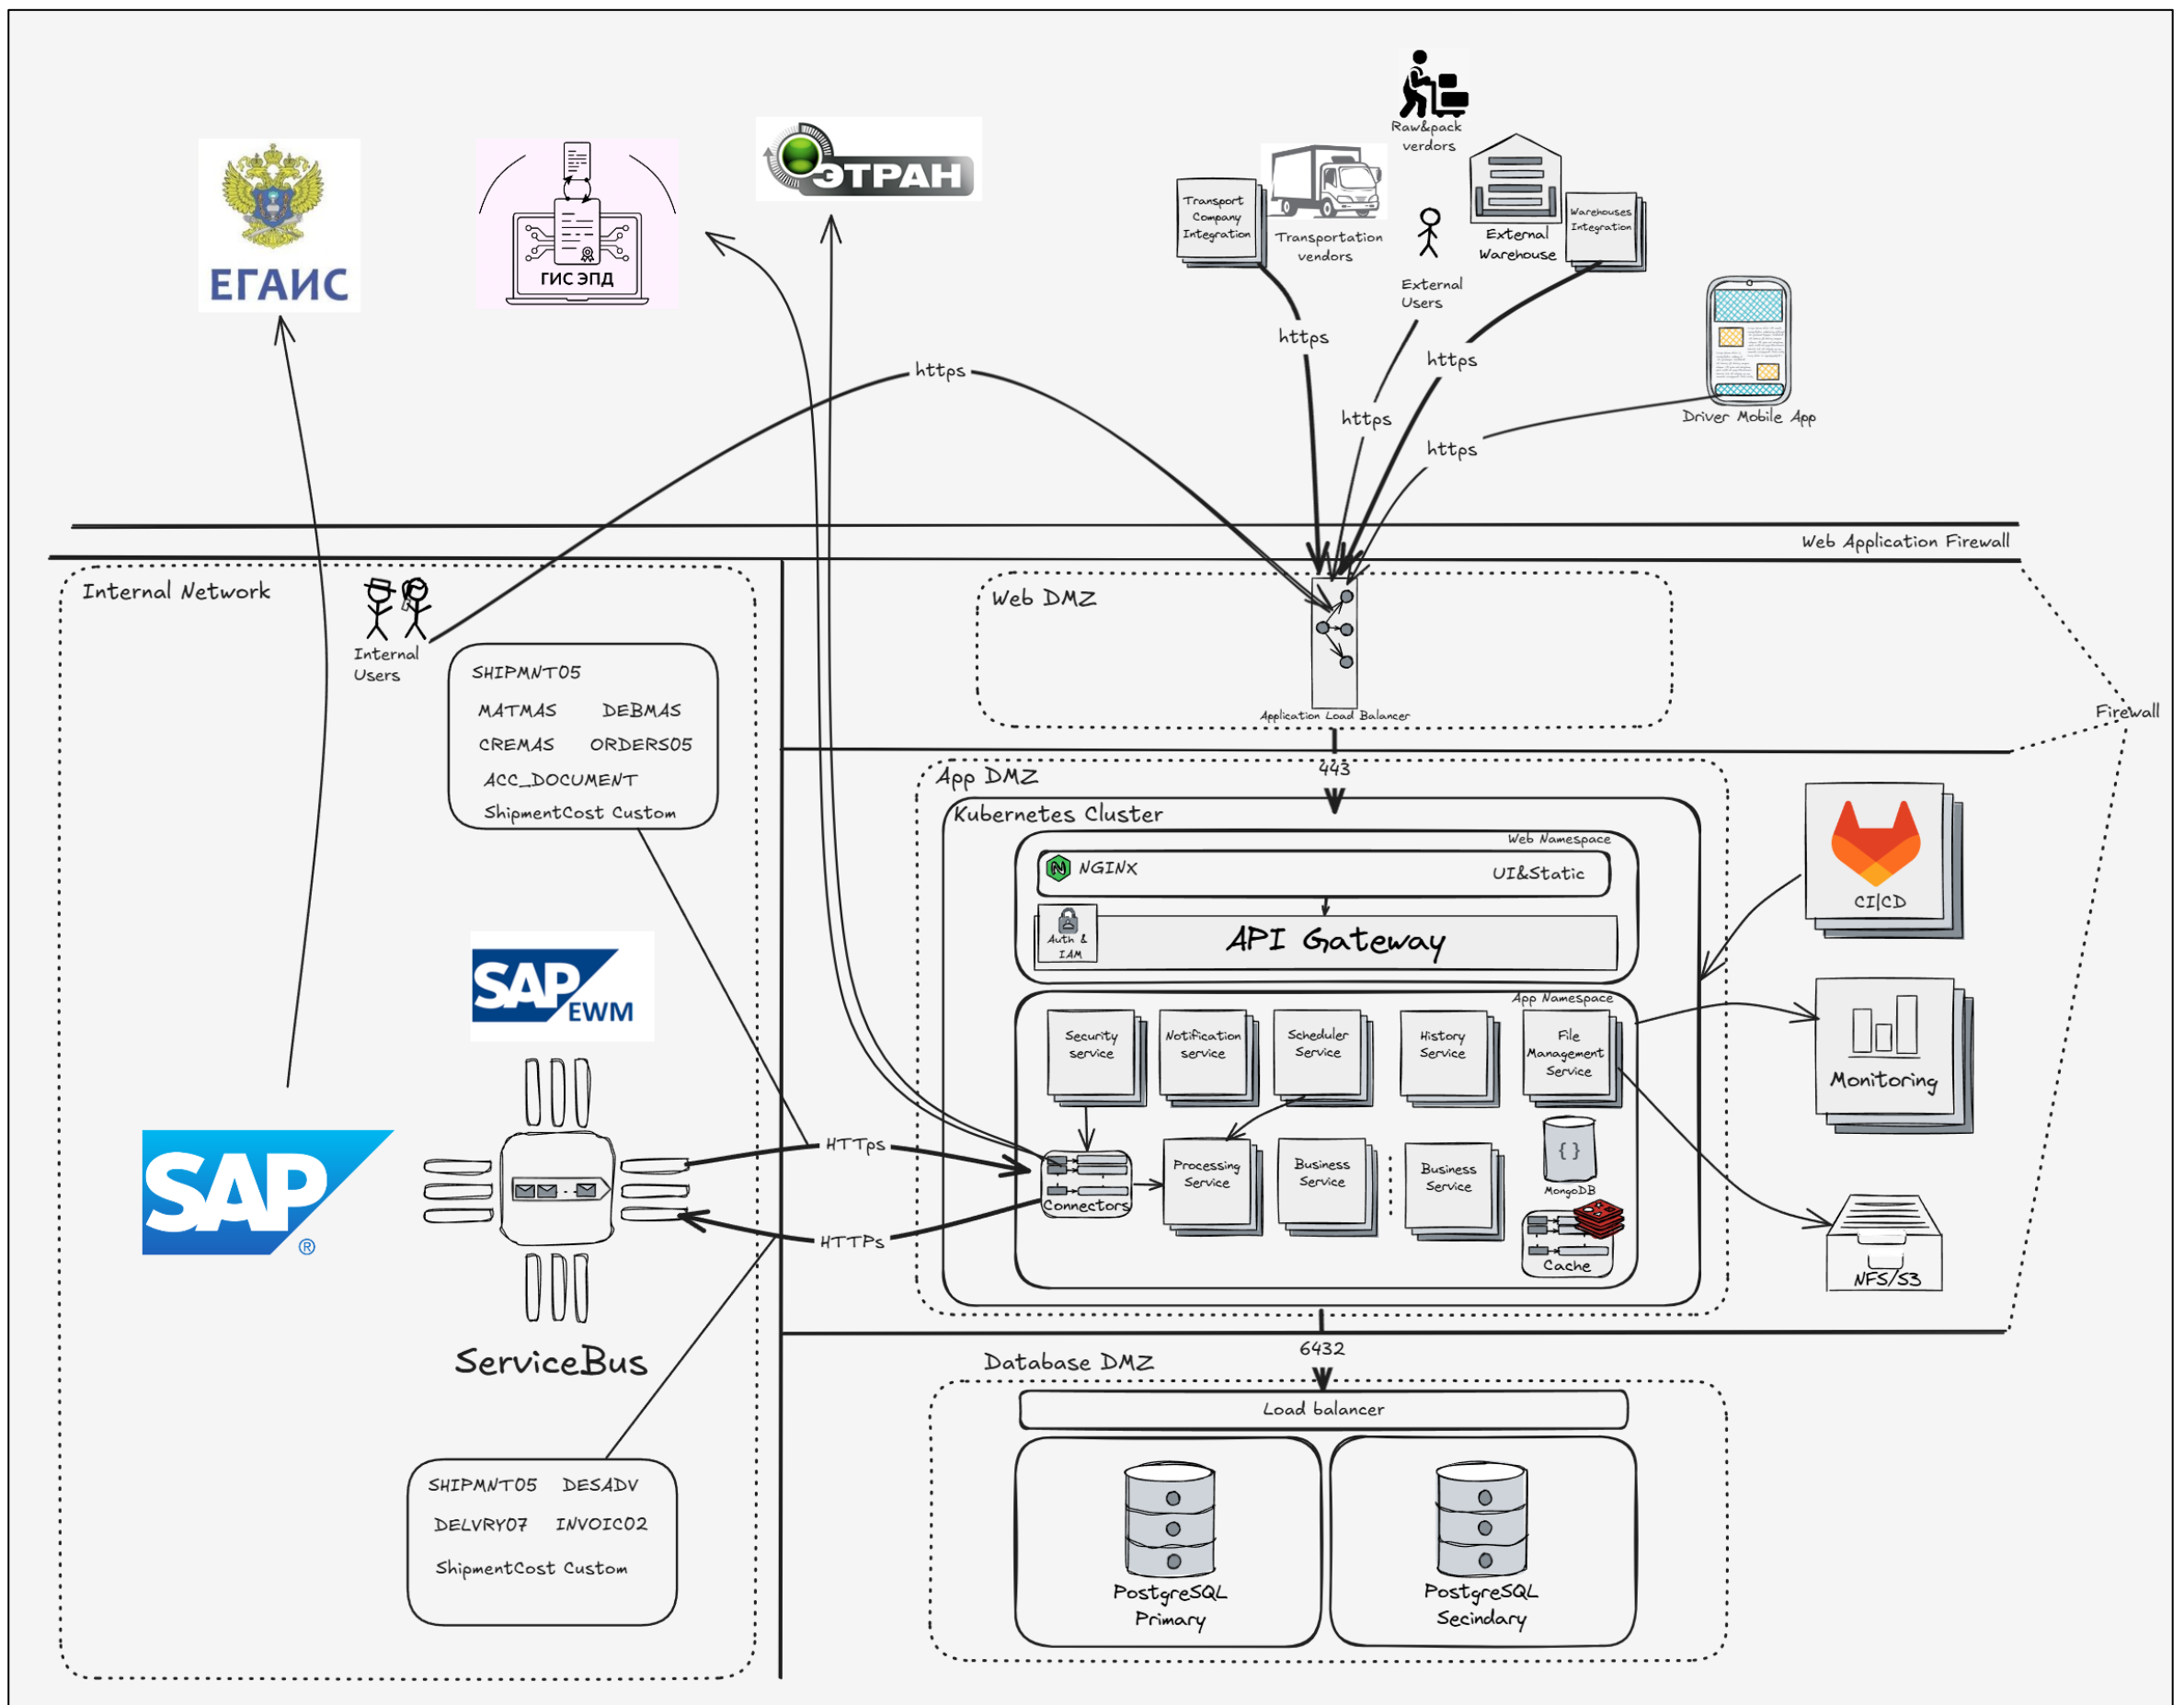 Raw&pack
verdors
ЭТРАН
ЕГАИС
ГИС ЭПД
Transport
Company
Integration
Transportation
vendors
External
Users
External
Warehouse
Warehouses
Integration
Driver Mobile App
https
https
https
https
https
Web Application Firewall
Firewall
Internal Network
Internal
Users
SHIPMNT05
MATMAS DEBMAS
CREMAS ORDERS05
ACC_DOCUMENT
ShipmentCost Custom
SAP
EWM
SAP
®
ServiceBus
HTTps
HTTPs
SHIPMNT05 DESADV
DELVRY07 INVOIC02
ShipmentCost Custom
Web DMZ
Application Load Balancer
443
App DMZ
Kubernetes Cluster
Web Namespace
N
NGINX
UI&Static
Auth &
IAM
API Gateway
App Namespace
Security
service
Notification
service
Scheduler
Service
History
Service
File
Management
Service
Connectors
Processing
Service
Business
Service
Business
Service
{ }
MongoDB
Cache
CI/CD
Monitoring
NFS/S3
6432
Database DMZ
Load balancer
PostgreSQL
Primary
PostgreSQL
Secindary